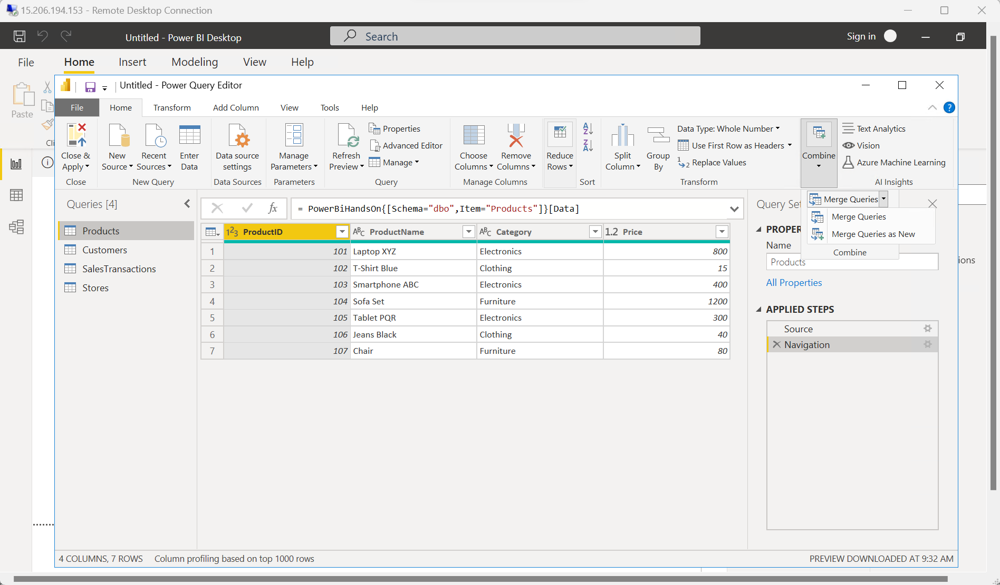 15.206.194.153 - Remote Desktop Connection
Untitled - Power BI Desktop
Search
Sign in
File Home Insert Modeling View Help
Paste
Untitled - Power Query Editor
File Home Transform Add Column View Tools Help
Close & Apply
New Source
Recent Sources
Enter Data
Data source settings
Manage Parameters
Refresh Preview
Properties
Advanced Editor
Manage
Choose Columns
Remove Columns
Reduce Rows
Split Column
Group By
Data Type: Whole Number
Use First Row as Headers
Replace Values
Combine
Text Analytics
Vision
Azure Machine Learning
Cli
Close New Query Data Sources Parameters Query Manage Columns Sort Transform AI Insights
Queries [4]
Products
Customers
SalesTransactions
Stores
fx
= PowerBiHandsOn{[Schema="dbo",Item="Products"]}[Data]
123 ProductID ABC ProductName ABC Category 1.2 Price
1 101 Laptop XYZ Electronics 800
2 102 T-Shirt Blue Clothing 15
3 103 Smartphone ABC Electronics 400
4 104 Sofa Set Furniture 1200
5 105 Tablet PQR Electronics 300
6 106 Jeans Black Clothing 40
7 107 Chair Furniture 80
Query Set
Merge Queries
Merge Queries
Merge Queries as New
Combine
PROPER
Name
Products
All Properties
ions
APPLIED STEPS
Source
Navigation
4 COLUMNS, 7 ROWS Column profiling based on top 1000 rows
PREVIEW DOWNLOADED AT 9:32 AM